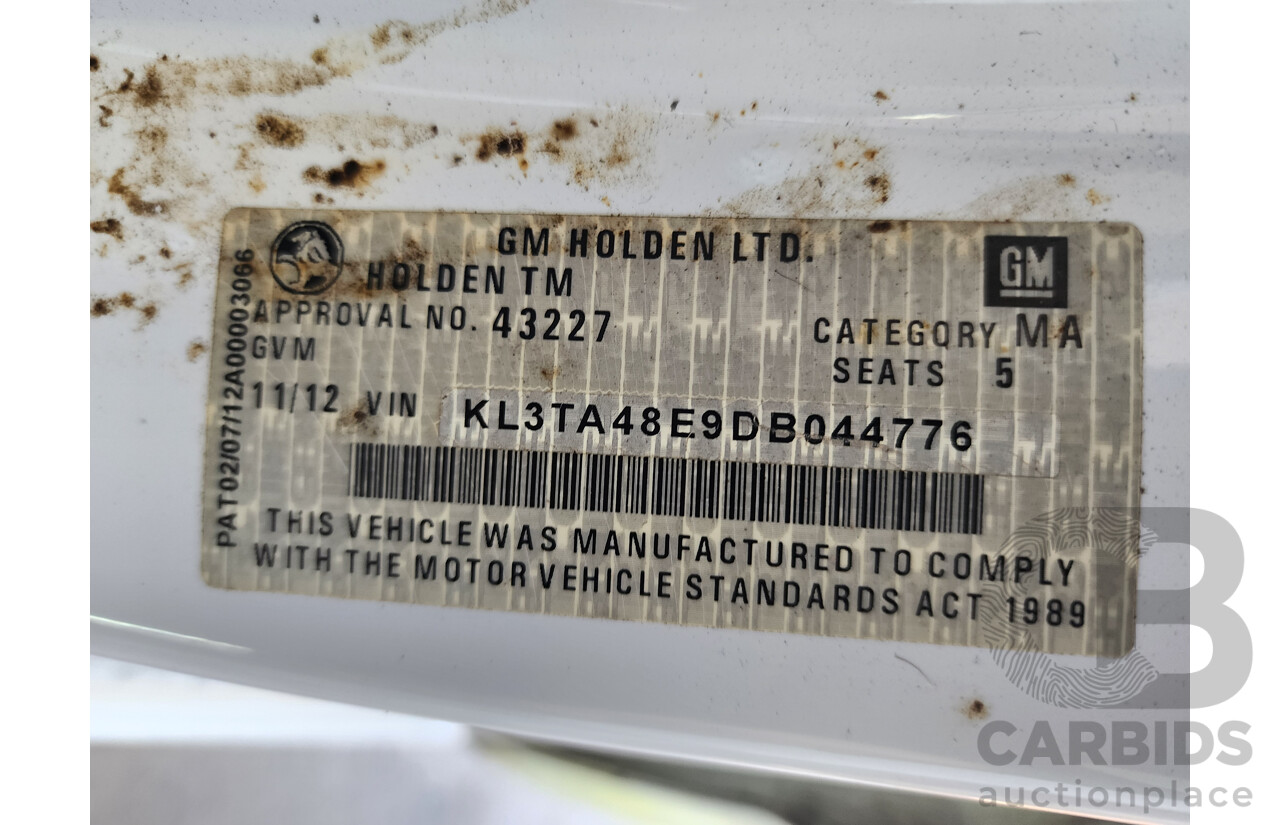 GM HOLDEN LTD.
HOLDEN TM
GM
APPROVAL NO. 43227
CATEGORY MA
GVM
SEATS 5
11/12 VIN KL3TA48E9DB044776
THIS VEHICLE WAS MANUFACTURED TO COMPLY
WITH THE MOTOR VEHICLE STANDARDS ACT 1989
PAT02/07/12A00003066
CARBIDS
auctionplace